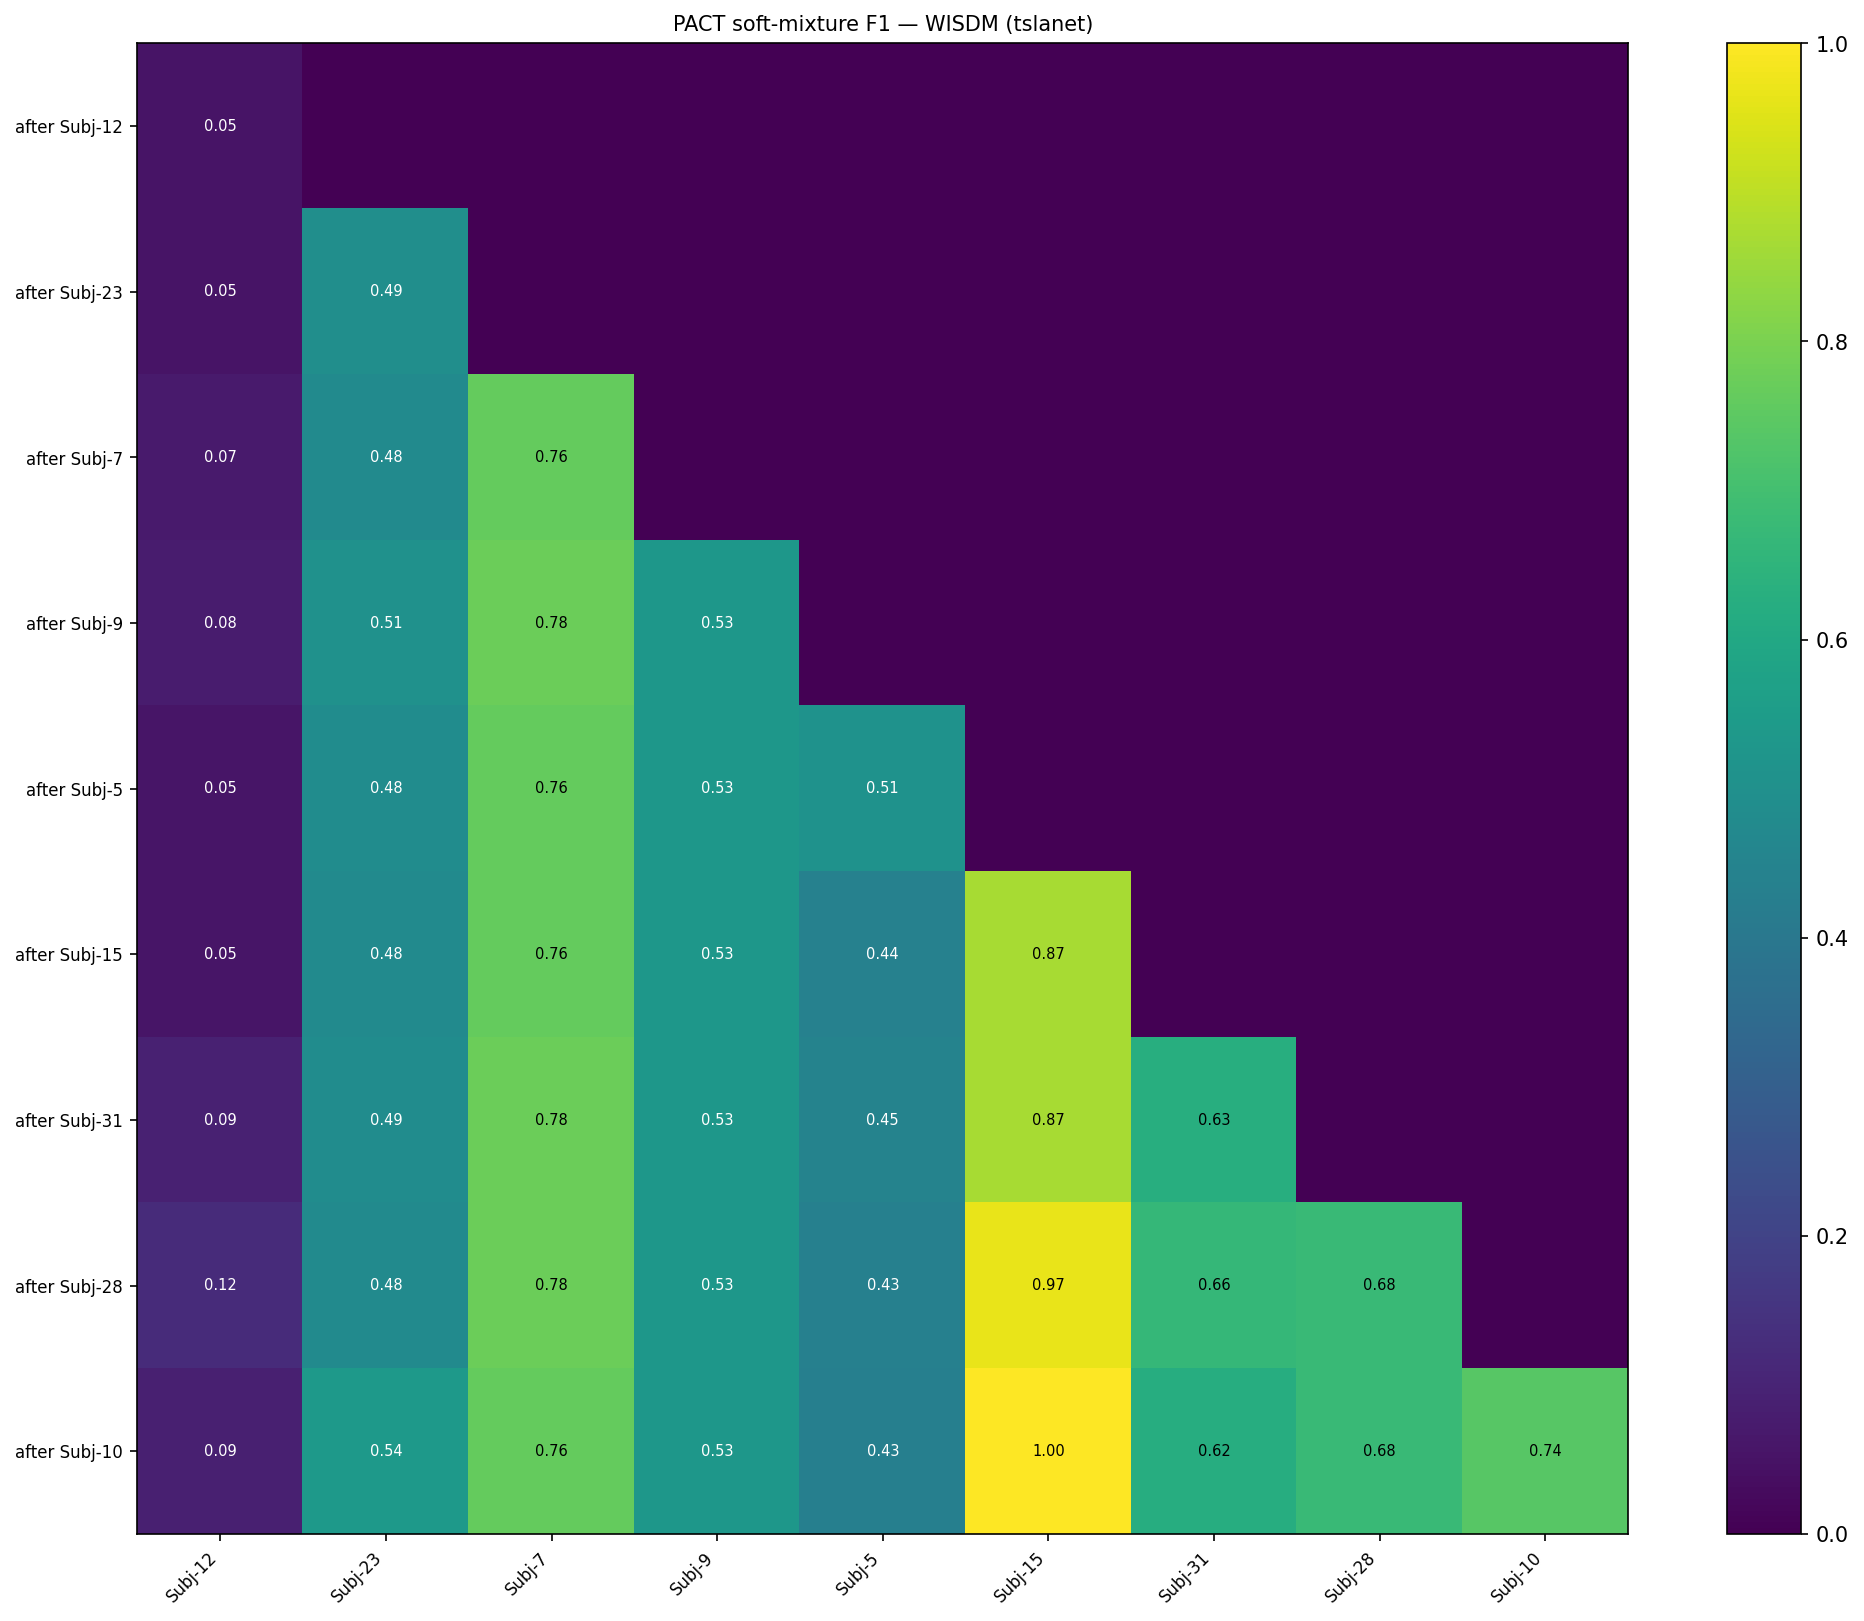 PACT soft-mixture F1 — WISDM (tslanet)
1.0
after Subj-12 0.05
after Subj-23 0.05 0.49
0.8
after Subj-7 0.07 0.48 0.76
after Subj-9 0.08 0.51 0.78 0.53
0.6
after Subj-5 0.05 0.48 0.76 0.53 0.51
0.4
after Subj-15 0.05 0.48 0.76 0.53 0.44 0.87
after Subj-31 0.09 0.49 0.78 0.53 0.45 0.87 0.63
0.2
after Subj-28 0.12 0.48 0.78 0.53 0.43 0.97 0.66 0.68
after Subj-10 0.09 0.54 0.76 0.53 0.43 1.00 0.62 0.68 0.74
0.0
Subj-12 Subj-23 Subj-7 Subj-9 Subj-5 Subj-15 Subj-31 Subj-28 Subj-10